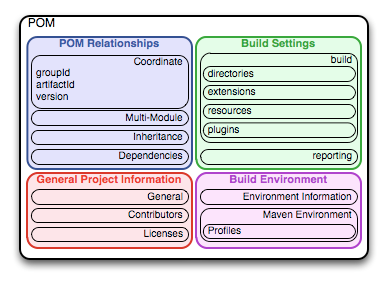 POM
POM Relationships
Coordinate
groupId
artifactId
version
Multi-Module
Inheritance
Dependencies
Build Settings
build
directories
extensions
resources
plugins
reporting
General Project Information
General
Contributors
Licenses
Build Environment
Environment Information
Maven Environment
Profiles